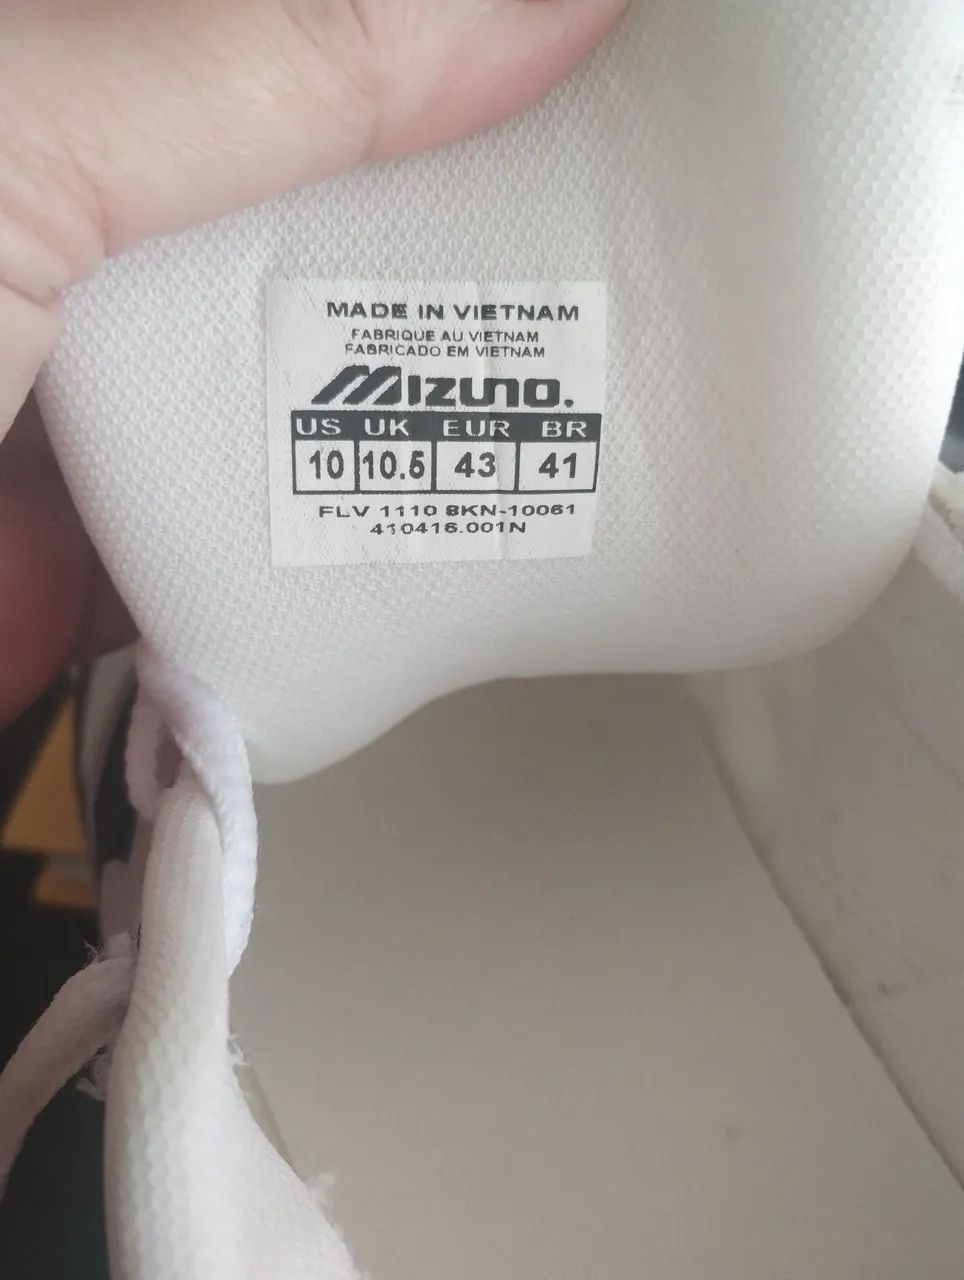 MADE IN VIETNAM
FABRIQUE AU VIETNAM
FABRICADO EM VIETNAM
MIZUNO.
US UK EUR BR
10 10.5 43 41
FLV 1110 8KN-10061
410416.001N